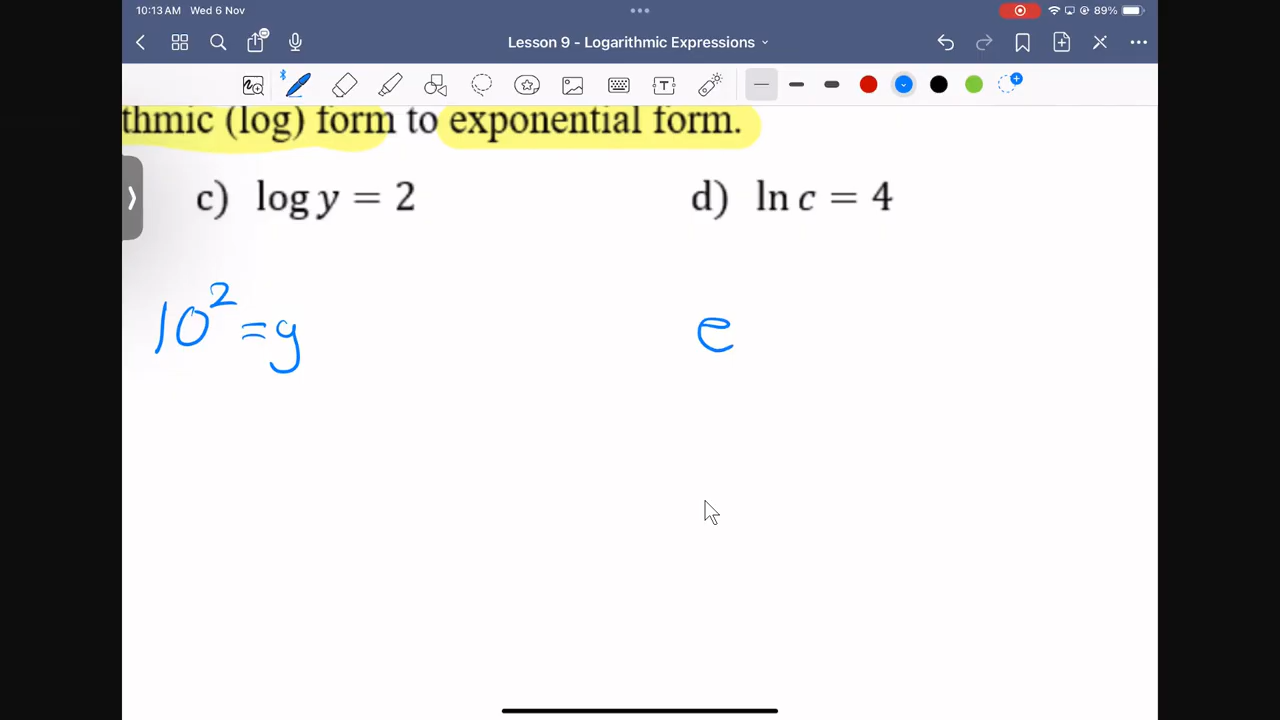 10:13 AM Wed 6 Nov
89%
Lesson 9 - Logarithmic Expressions
T
thmic (log) form to exponential form.
c) log y = 2
d) ln c = 4
10² = y
e